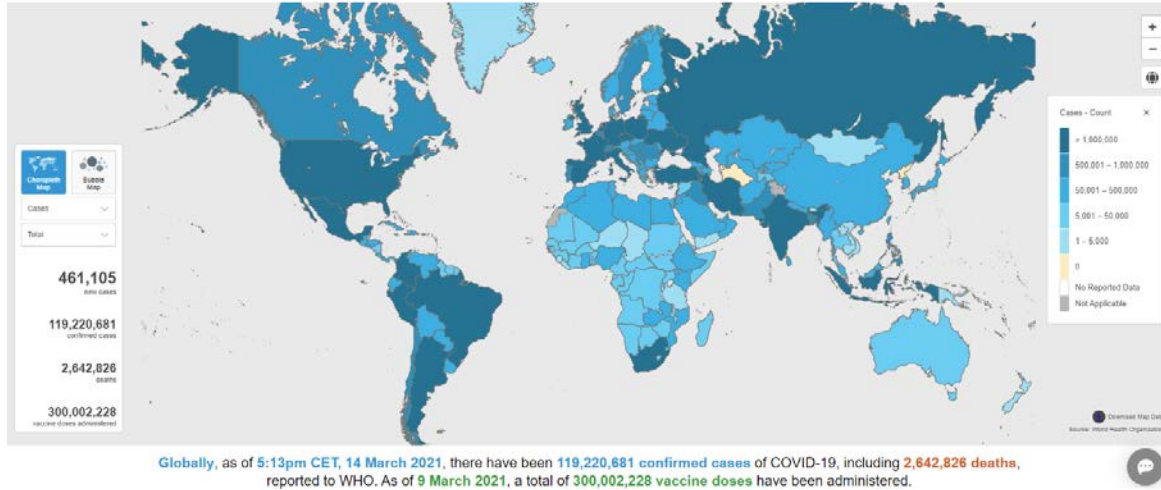 Choropleth
Map
Bubble
Map
Cases
Total
461,105
new cases
119,220,681
confirmed cases
2,642,826
deaths
300,002,228
vaccine doses administered
+
−
Cases - Count ×
> 1,000,000
500,001 – 1,000,000
50,001 – 500,000
5,001 – 50,000
1 – 5,000
0
No Reported Data
Not Applicable
Download Map Data
Source: World Health Organization
Globally, as of 5:13pm CET, 14 March 2021, there have been 119,220,681 confirmed cases of COVID-19, including 2,642,826 deaths,
reported to WHO. As of 9 March 2021, a total of 300,002,228 vaccine doses have been administered.